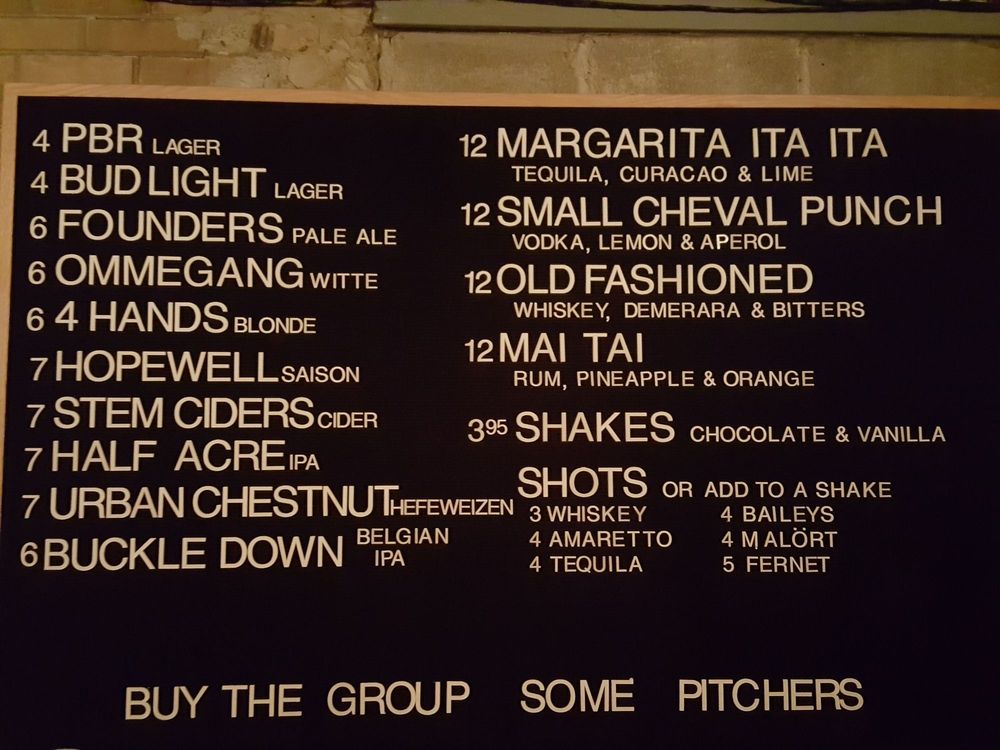 4 PBR LAGER
4 BUD LIGHT LAGER
6 FOUNDERS PALE ALE
6 OMMEGANG WITTE
6 4 HANDS BLONDE
7 HOPEWELL SAISON
7 STEM CIDERS CIDER
7 HALF ACRE IPA
7 URBAN CHESTNUT HEFEWEIZEN
6 BUCKLE DOWN BELGIAN
IPA
12 MARGARITA ITA ITA
TEQUILA, CURACAO & LIME
12 SMALL CHEVAL PUNCH
VODKA, LEMON & APEROL
12 OLD FASHIONED
WHISKEY, DEMERARA & BITTERS
12 MAI TAI
RUM, PINEAPPLE & ORANGE
395 SHAKES CHOCOLATE & VANILLA
SHOTS OR ADD TO A SHAKE
3 WHISKEY 4 BAILEYS
4 AMARETTO 4 MALÖRT
4 TEQUILA 5 FERNET
BUY THE GROUP SOME PITCHERS